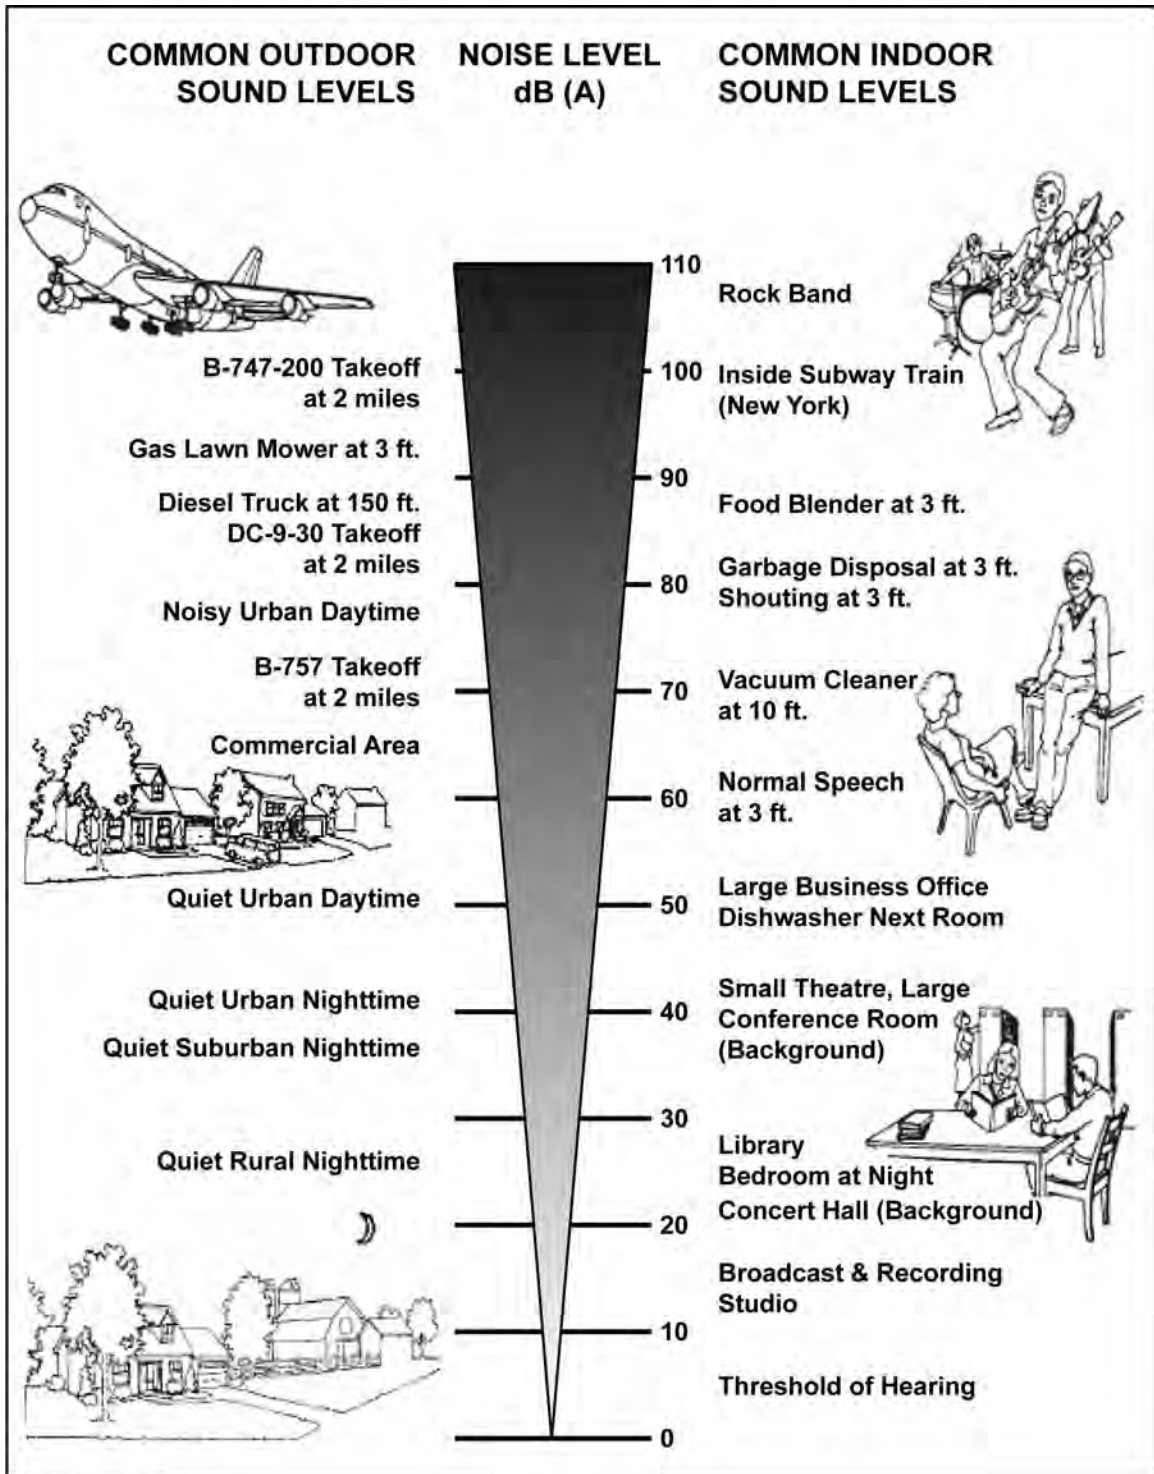 COMMON OUTDOOR
SOUND LEVELS
NOISE LEVEL
dB (A)
COMMON INDOOR
SOUND LEVELS
B-747-200 Takeoff
at 2 miles
Gas Lawn Mower at 3 ft.
Diesel Truck at 150 ft.
DC-9-30 Takeoff
at 2 miles
Noisy Urban Daytime
B-757 Takeoff
at 2 miles
Commercial Area
Quiet Urban Daytime
Quiet Urban Nighttime
Quiet Suburban Nighttime
Quiet Rural Nighttime
110
100
90
80
70
60
50
40
30
20
10
0
Rock Band
Inside Subway Train
(New York)
Food Blender at 3 ft.
Garbage Disposal at 3 ft.
Shouting at 3 ft.
Vacuum Cleaner
at 10 ft.
Normal Speech
at 3 ft.
Large Business Office
Dishwasher Next Room
Small Theatre, Large
Conference Room
(Background)
Library
Bedroom at Night
Concert Hall (Background)
Broadcast & Recording
Studio
Threshold of Hearing